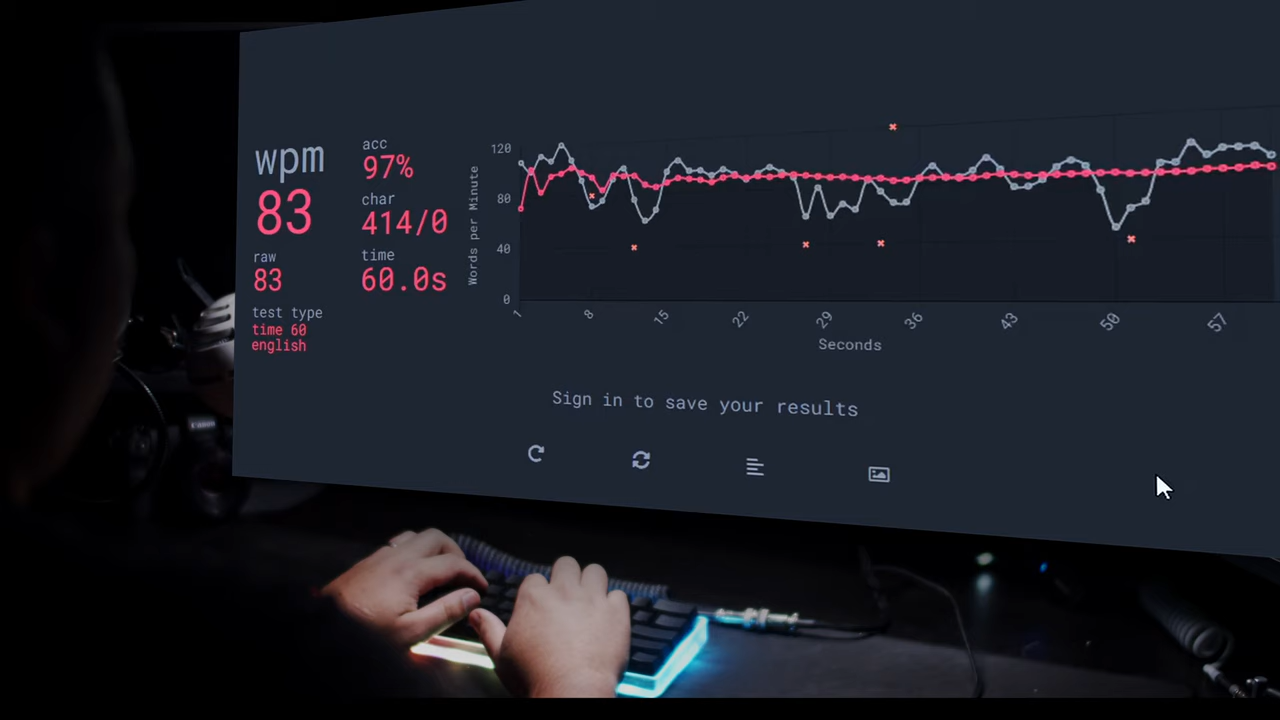 wpm
83
raw
83
test type
time 60
english
acc
97%
char
414/0
time
60.0s
Words per Minute
120
80
40
0
1 8 15 22 29 36 43 50 57
Seconds
Sign in to save your results
Canon